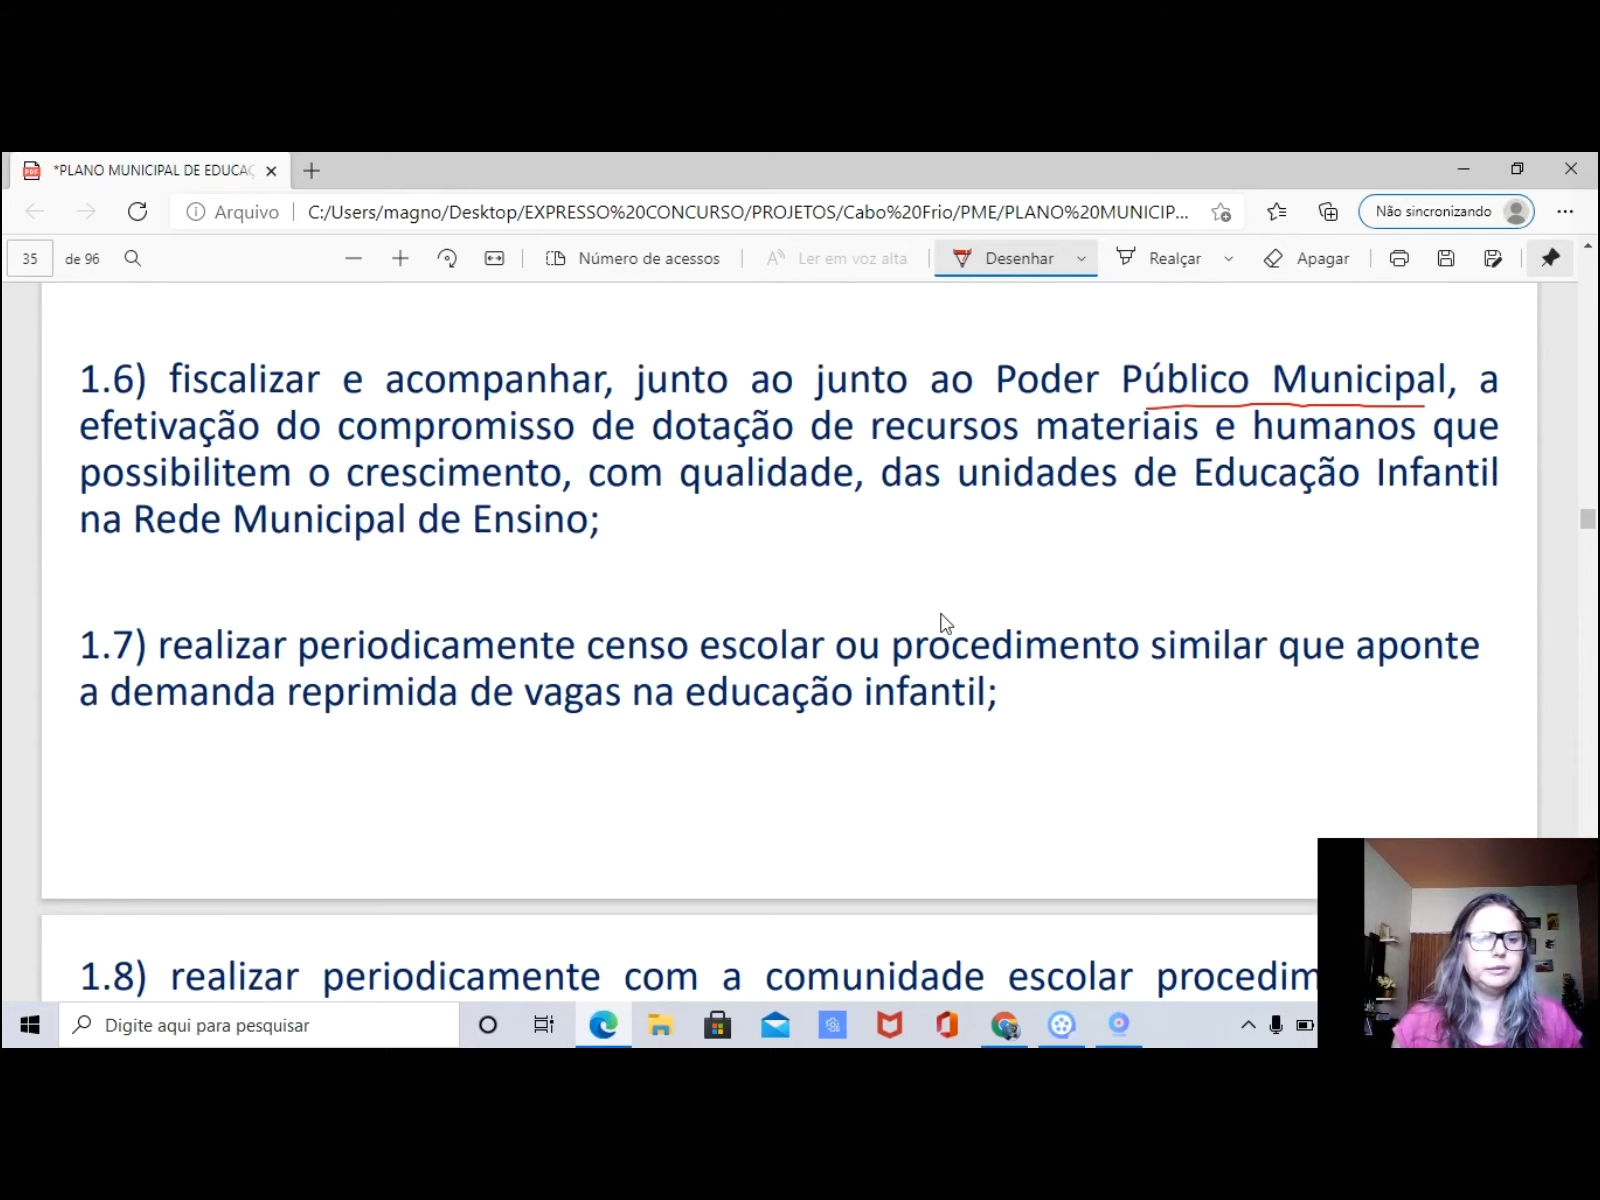 *PLANO MUNICIPAL DE EDUCAÇ
Arquivo
C:/Users/magno/Desktop/EXPRESSO%20CONCURSO/PROJETOS/Cabo%20Frio/PME/PLANO%20MUNICIP...
Não sincronizando
35 de 96
Número de acessos
Ler em voz alta
Desenhar
Realçar
Apagar
1.6) fiscalizar e acompanhar, junto ao junto ao Poder Público Municipal, a
efetivação do compromisso de dotação de recursos materiais e humanos que
possibilitem o crescimento, com qualidade, das unidades de Educação Infantil
na Rede Municipal de Ensino;
1.7) realizar periodicamente censo escolar ou procedimento similar que aponte
a demanda reprimida de vagas na educação infantil;
1.8) realizar periodicamente com a comunidade escolar procedim
Digite aqui para pesquisar